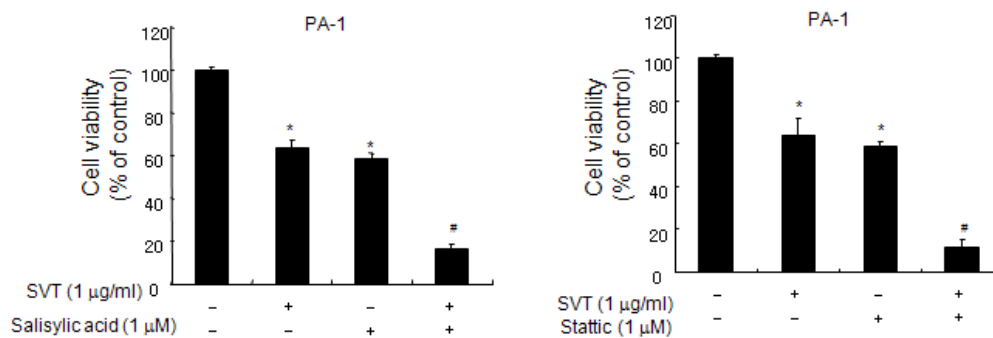 PA-1
Cell viability
(% of control)
120
100
80
60
40
20
0
*
*
#
SVT (1 μg/ml) – + – +
Salisylic acid (1 μM) – – + +
PA-1
Cell viability
(% of control)
120
100
80
60
40
20
0
*
*
#
SVT (1 μg/ml) – + – +
Stattic (1 μM) – – + +